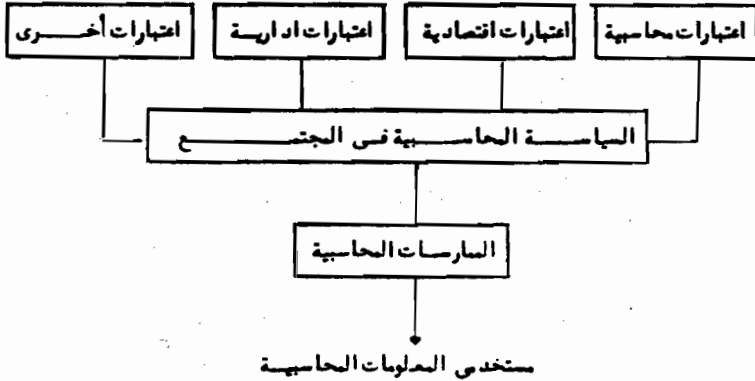 اعتبارات محاسبية
اعتبارات اقتصادية
اعتبارات ادارية
اعتبارات أخرى
السياسة المحاسبية فى المجتمع
الممارسات المحاسبية
مستخدمى المعلومات المحاسبية